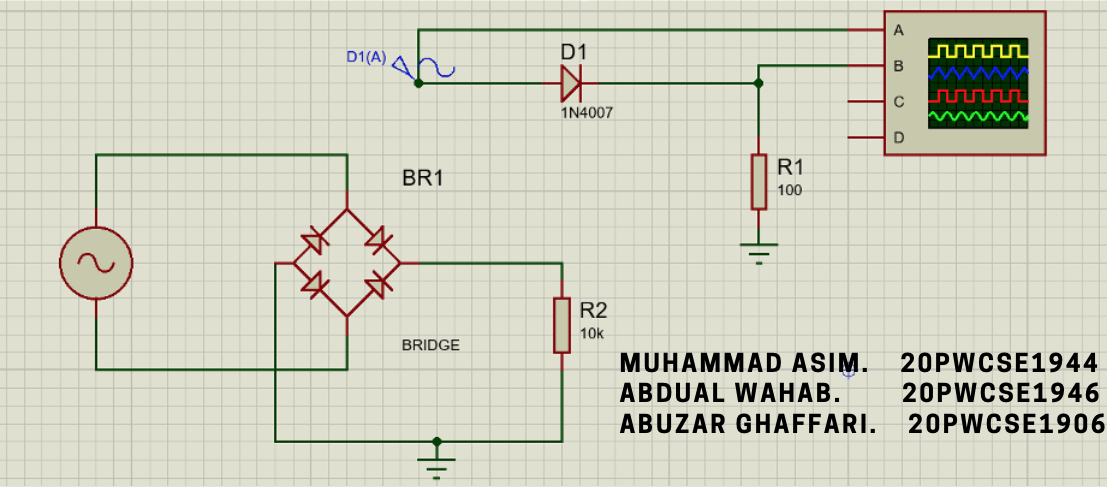 D1(A)
D1
1N4007
A
B
C
D
R1
100
BR1
BRIDGE
R2
10k
MUHAMMAD ASIM. 20PWCSE1944
ABDUAL WAHAB. 20PWCSE1946
ABUZAR GHAFFARI. 20PWCSE1906